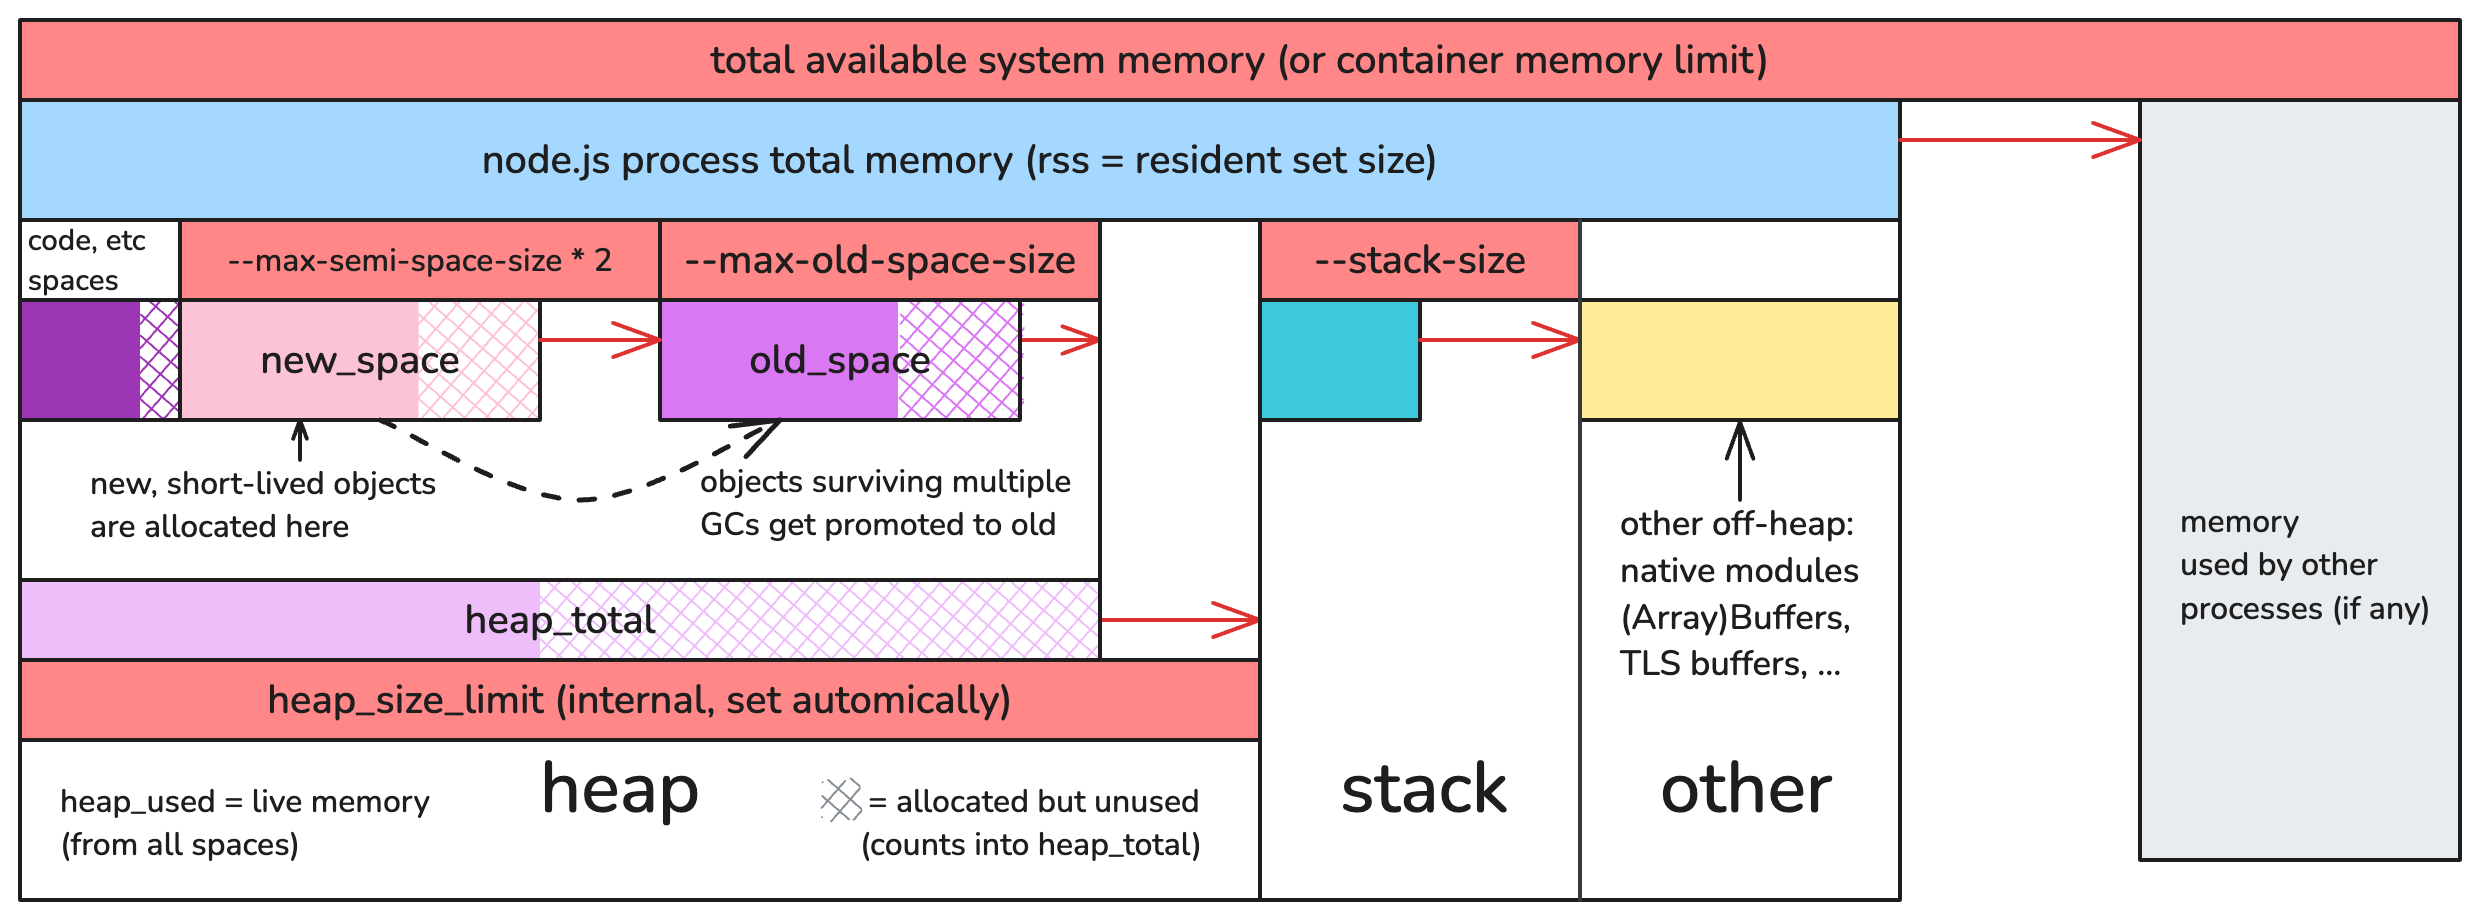 total available system memory (or container memory limit)
node.js process total memory (rss = resident set size)
code, etc
spaces
--max-semi-space-size * 2
--max-old-space-size
--stack-size
new_space
old_space
new, short-lived objects
are allocated here
objects surviving multiple
GCs get promoted to old
other off-heap:
native modules
(Array)Buffers,
TLS buffers, ...
memory
used by other
processes (if any)
heap_total
heap_size_limit (internal, set automically)
heap_used = live memory
(from all spaces)
heap
= allocated but unused
(counts into heap_total)
stack
other